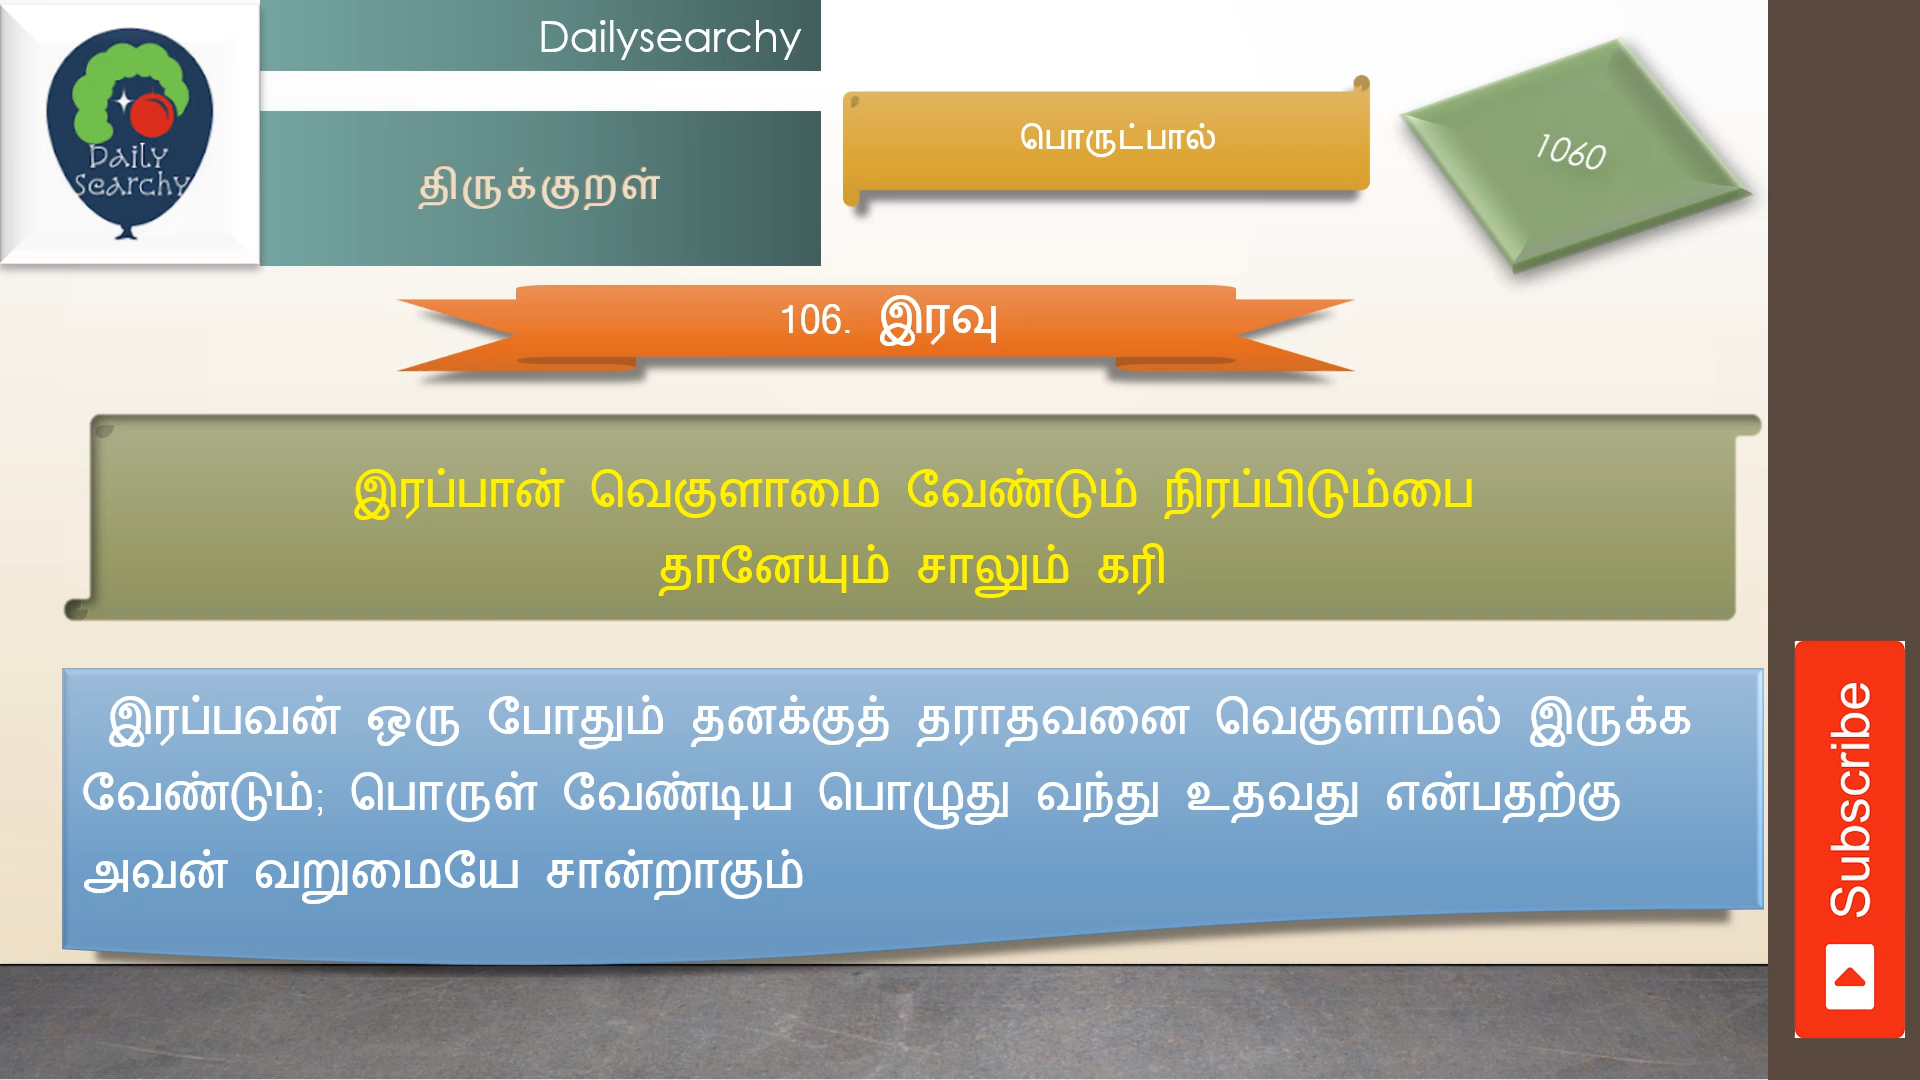 Dailysearchy
Daily
Searchy
திருக்குறள்
பொருட்பால்
1060
106. இரவு
இரப்பான் வெகுளாமை வேண்டும் நிரப்பிடும்பை
தானேயும் சாலும் கரி
இரப்பவன் ஒரு போதும் தனக்குத் தராதவனை வெகுளாமல் இருக்க
வேண்டும்; பொருள் வேண்டிய பொழுது வந்து உதவது என்பதற்கு
அவன் வறுமையே சான்றாகும்
Subscribe